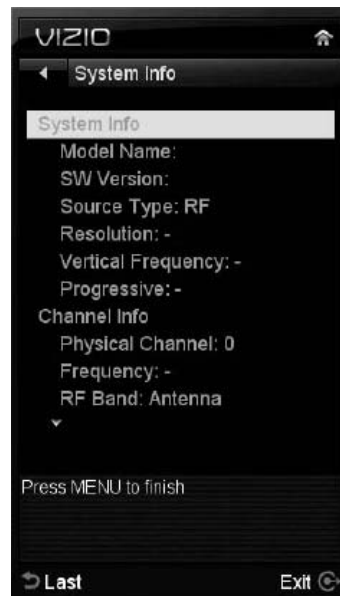 VIZIO
System Info
System Info
Model Name:
SW Version:
Source Type: RF
Resolution: -
Vertical Frequency: -
Progressive: -
Channel Info
Physical Channel: 0
Frequency: -
RF Band: Antenna
Press MENU to finish
Last Exit